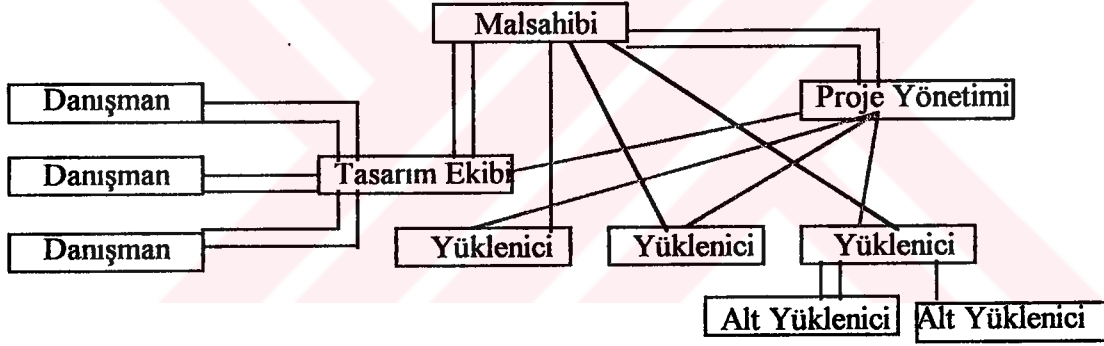 Malsahibi
Danışman
Proje Yönetimi
Danışman
Tasarım Ekibi
Danışman
Yüklenici
Yüklenici
Yüklenici
Alt Yüklenici
Alt Yüklenici